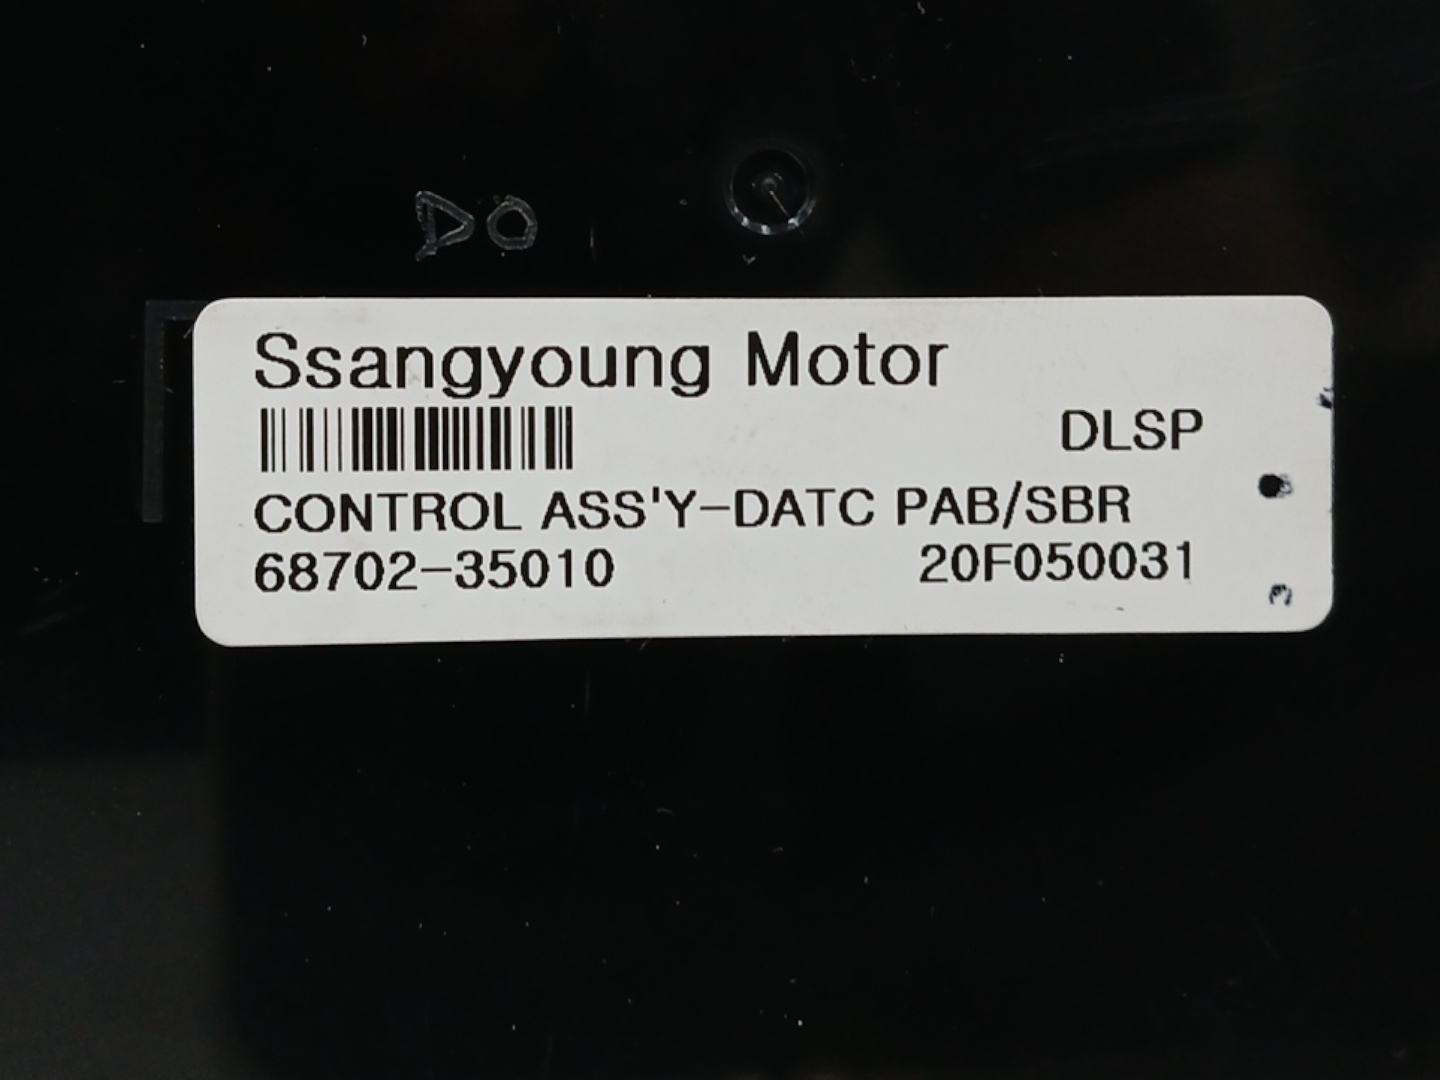 Ssangyoung Motor
DLSP
CONTROL ASS'Y-DATC PAB/SBR
68702-35010 20F050031